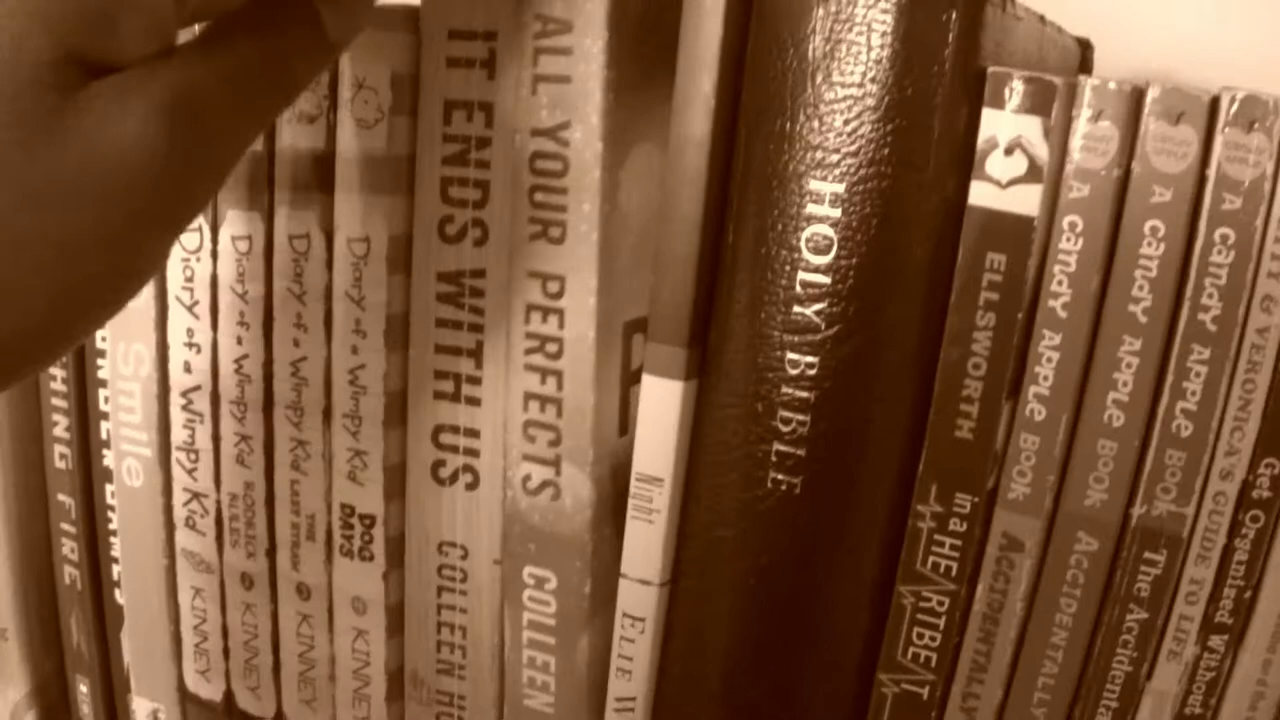 HING FIRE
Smile
Diary of a Wimpy Kid KINNEY
Diary of a Wimpy Kid RODRICK RULES KINNEY
Diary of a Wimpy Kid THE LAST STRAW KINNEY
Diary of a Wimpy Kid DOG DAYS KINNEY
IT ENDS WITH US COLLEEN HO
ALL YOUR PERFECTS COLLEEN
Night ELIE W
HOLY BIBLE
ELLSWORTH in a HEARTBEAT
A CANDY APPLE BOOK ACCIDENTALLY
A CANDY APPLE BOOK ACCIDENTALLY
A CANDY APPLE BOOK The Accidenta
& VERONICA'S GUIDE TO LIFE
Get Organized Without